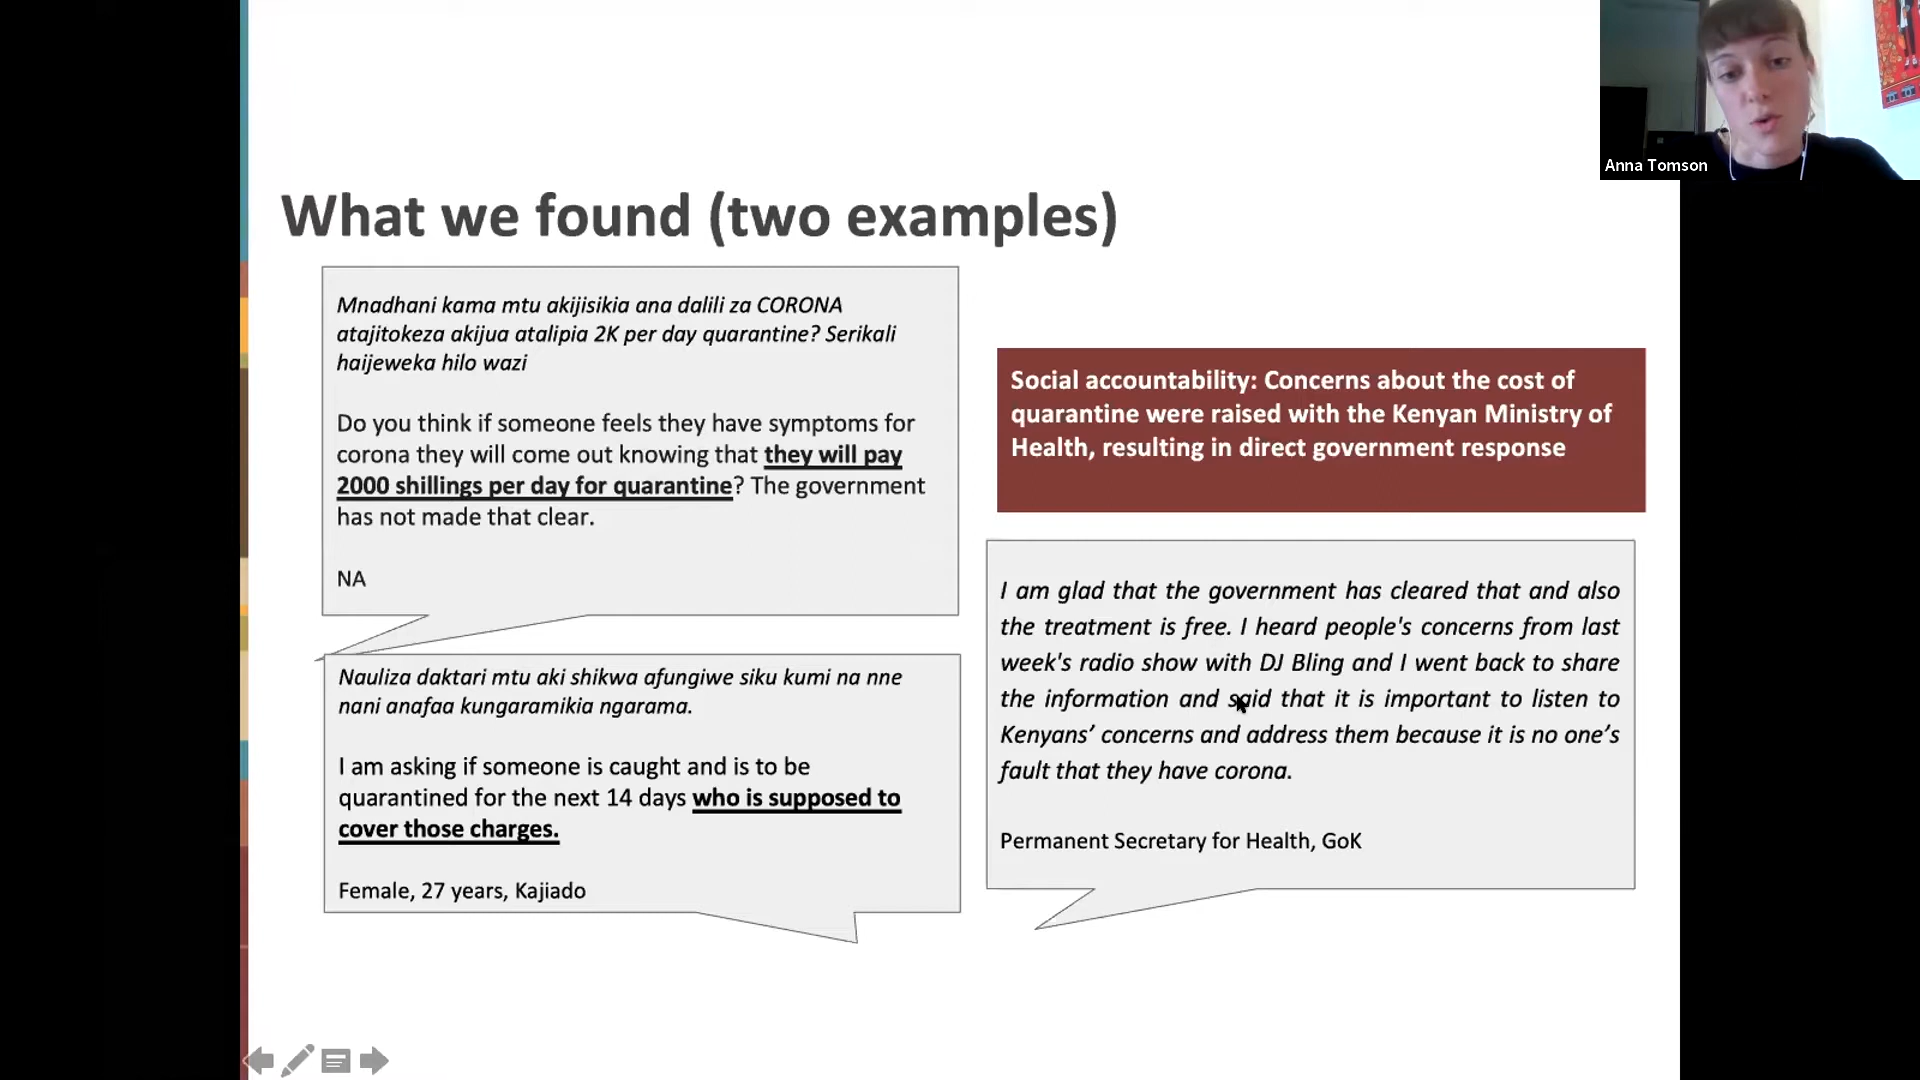 Anna Tomson
What we found (two examples)
Mnadhani kama mtu akijisikia ana dalili za CORONA
atajitokeza akijua atalipia 2K per day quarantine? Serikali
haijeweka hilo wazi
Do you think if someone feels they have symptoms for
corona they will come out knowing that they will pay
2000 shillings per day for quarantine? The government
has not made that clear.
NA
Nauliza daktari mtu aki shikwa afungiwe siku kumi na nne
nani anafaa kungaramikia ngarama.
I am asking if someone is caught and is to be
quarantined for the next 14 days who is supposed to
cover those charges.
Female, 27 years, Kajiado
Social accountability: Concerns about the cost of
quarantine were raised with the Kenyan Ministry of
Health, resulting in direct government response
I am glad that the government has cleared that and also
the treatment is free. I heard people's concerns from last
week's radio show with DJ Bling and I went back to share
the information and said that it is important to listen to
Kenyans’ concerns and address them because it is no one’s
fault that they have corona.
Permanent Secretary for Health, GoK